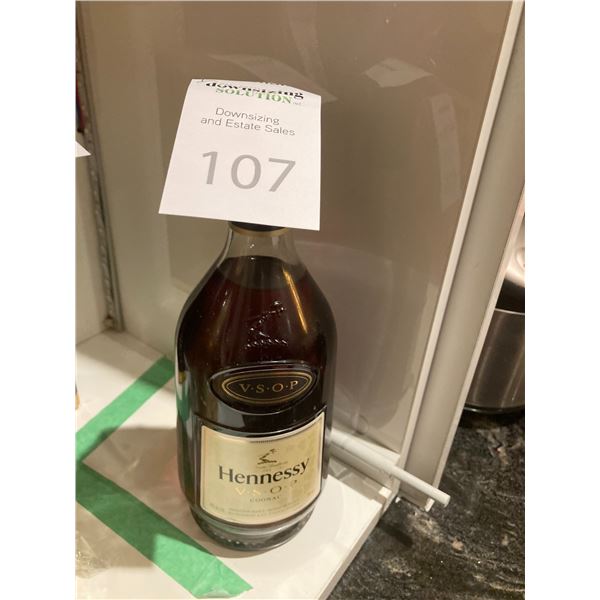 downsizing
SOLUTION
Downsizing
and Estate Sales
107
V·S·O·P
Hennessy
V·S·O·P
COGNAC